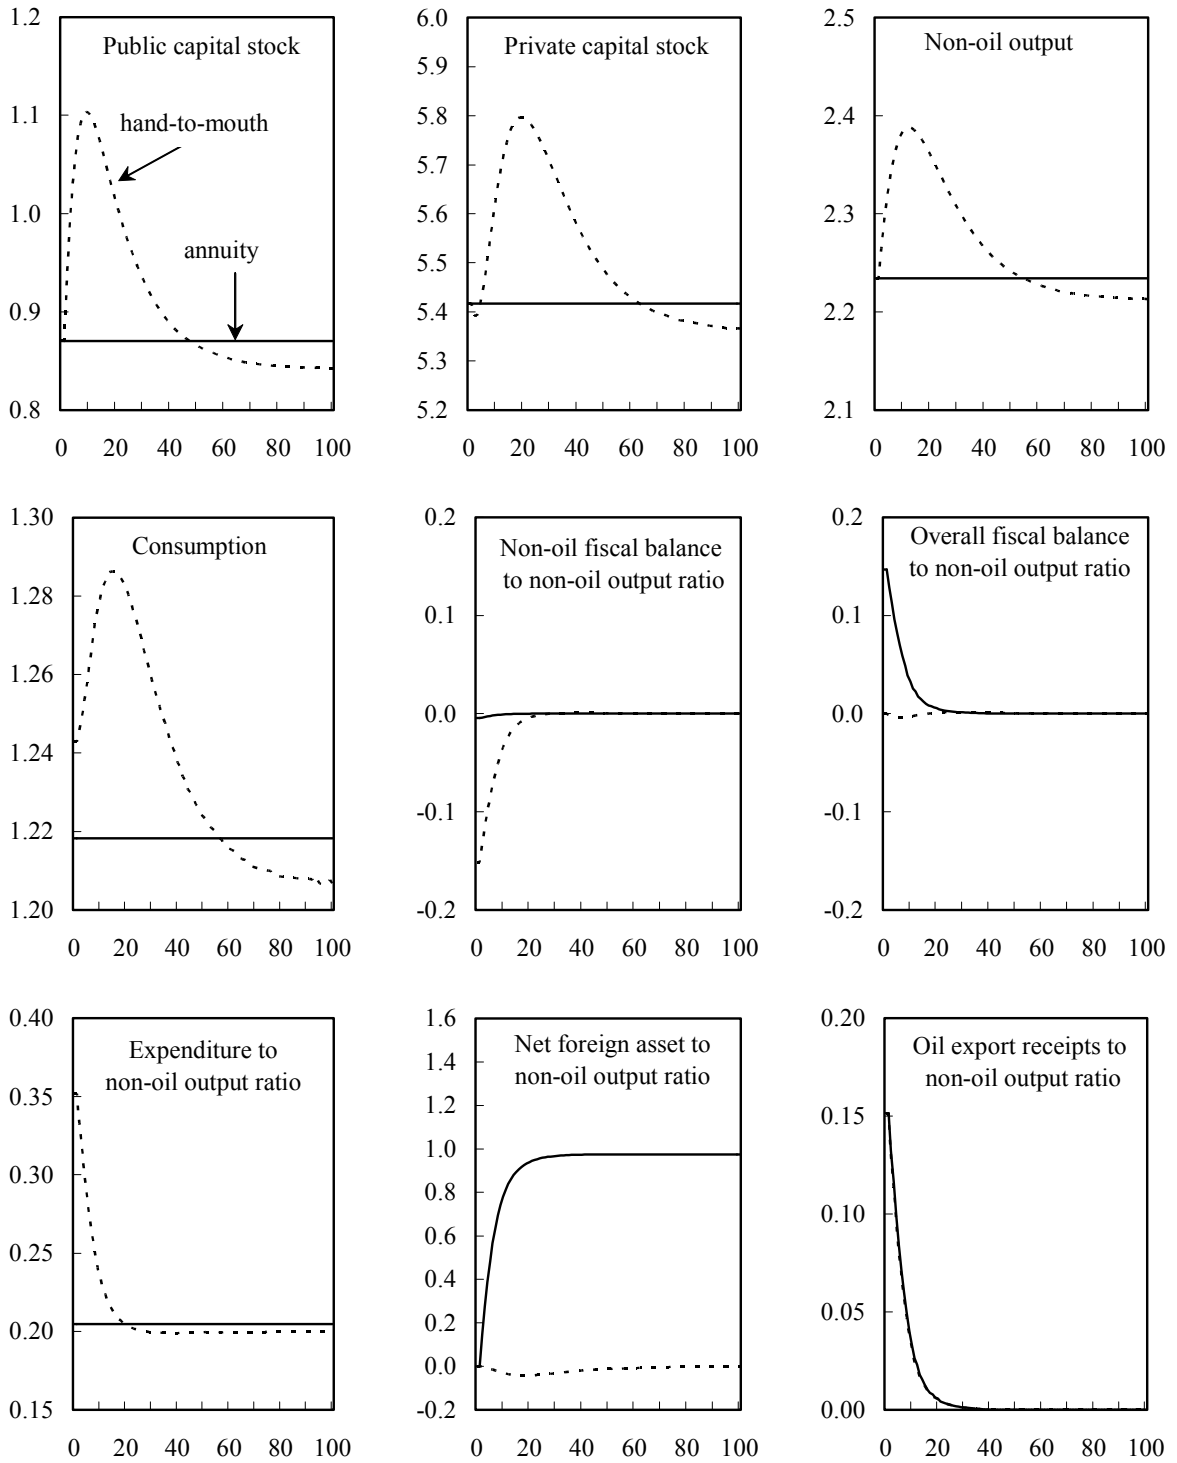 Public capital stock
1.2
1.1
1.0
0.9
0.8
hand-to-mouth
annuity
0 20 40 60 80 100
Private capital stock
6.0
5.9
5.8
5.7
5.6
5.5
5.4
5.3
5.2
0 20 40 60 80 100
Non-oil output
2.5
2.4
2.3
2.2
2.1
0 20 40 60 80 100
Consumption
1.30
1.28
1.26
1.24
1.22
1.20
0 20 40 60 80 100
Non-oil fiscal balance
to non-oil output ratio
0.2
0.1
0.0
-0.1
-0.2
0 20 40 60 80 100
Overall fiscal balance
to non-oil output ratio
0.2
0.1
0.0
-0.1
-0.2
0 20 40 60 80 100
Expenditure to
non-oil output ratio
0.40
0.35
0.30
0.25
0.20
0.15
0 20 40 60 80 100
Net foreign asset to
non-oil output ratio
1.6
1.4
1.2
1.0
0.8
0.6
0.4
0.2
0.0
-0.2
0 20 40 60 80 100
Oil export receipts to
non-oil output ratio
0.20
0.15
0.10
0.05
0.00
0 20 40 60 80 100